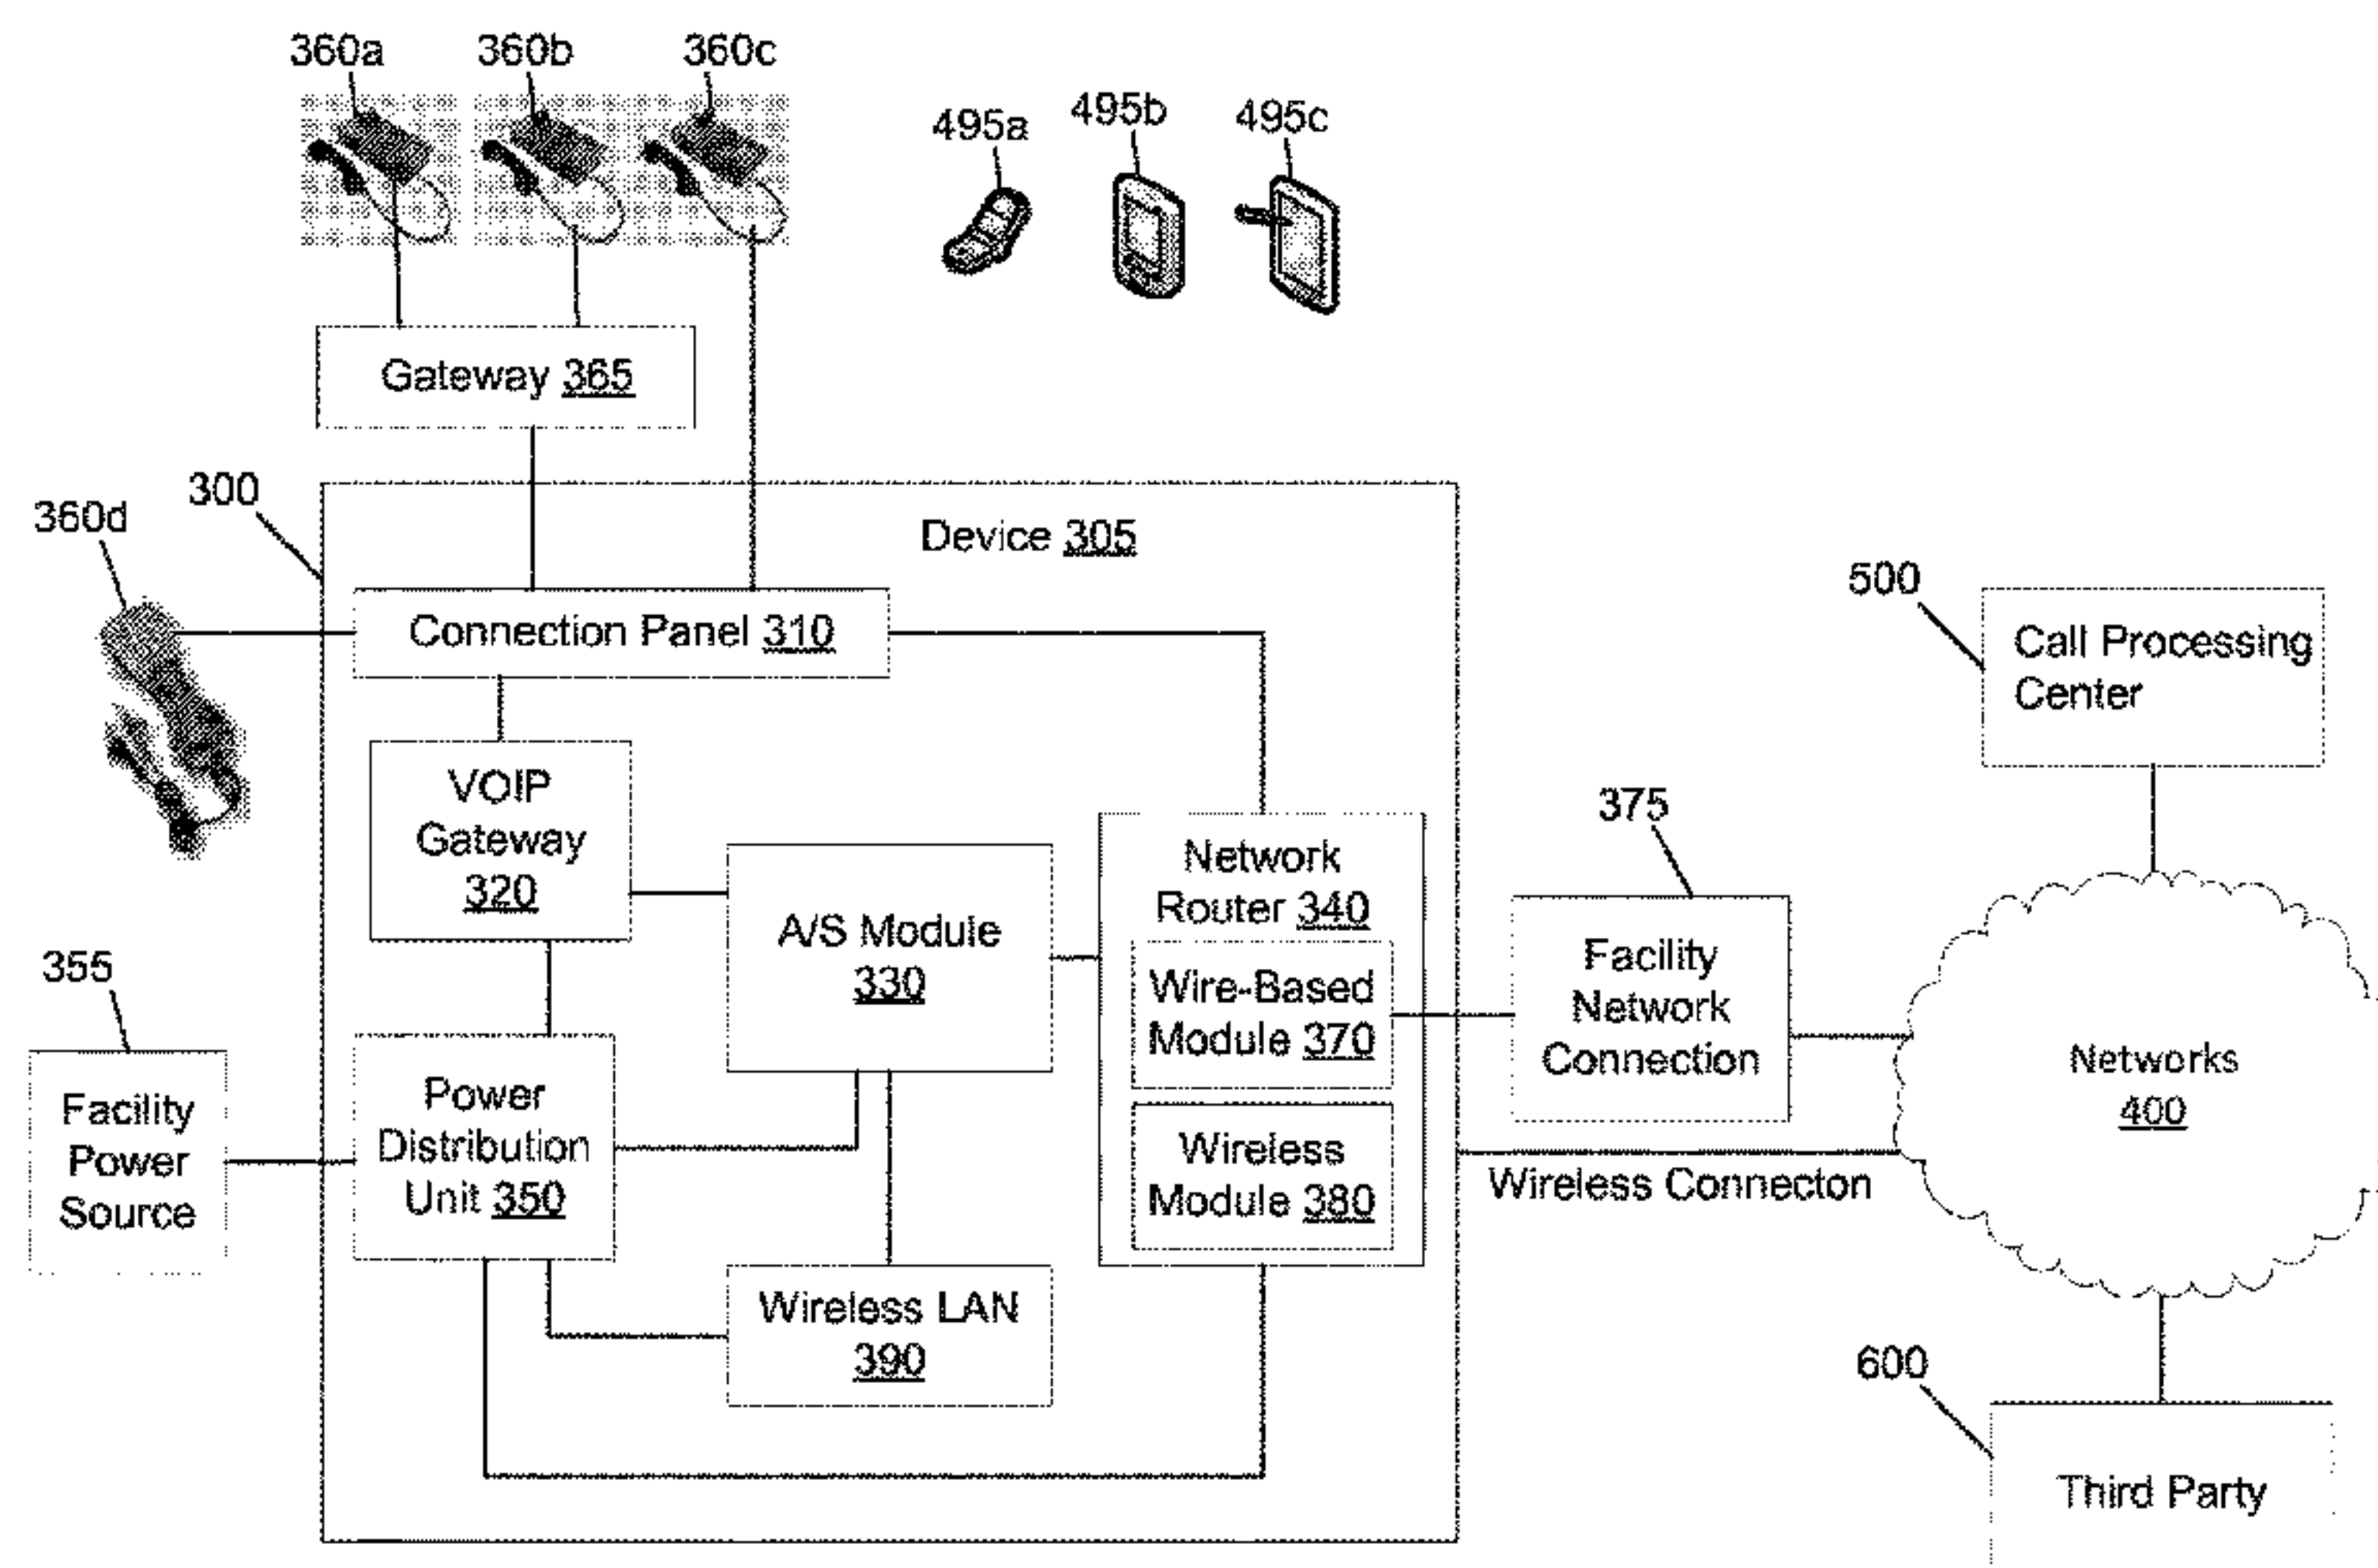 360a
360b
360c
495a
495b
495c
Gateway 365
300
360d
Device 305
Connection Panel 310
500
Call Processing
Center
VOIP
Gateway
320
375
Network
Router 340
A/S Module
330
355
Facility
Network
Connection
Wire-Based
Module 370
Networks
400
Facility
Power
Source
Power
Distribution
Unit 350
Wireless
Module 380
Wireless Connecton
Wireless LAN
390
600
Third Party